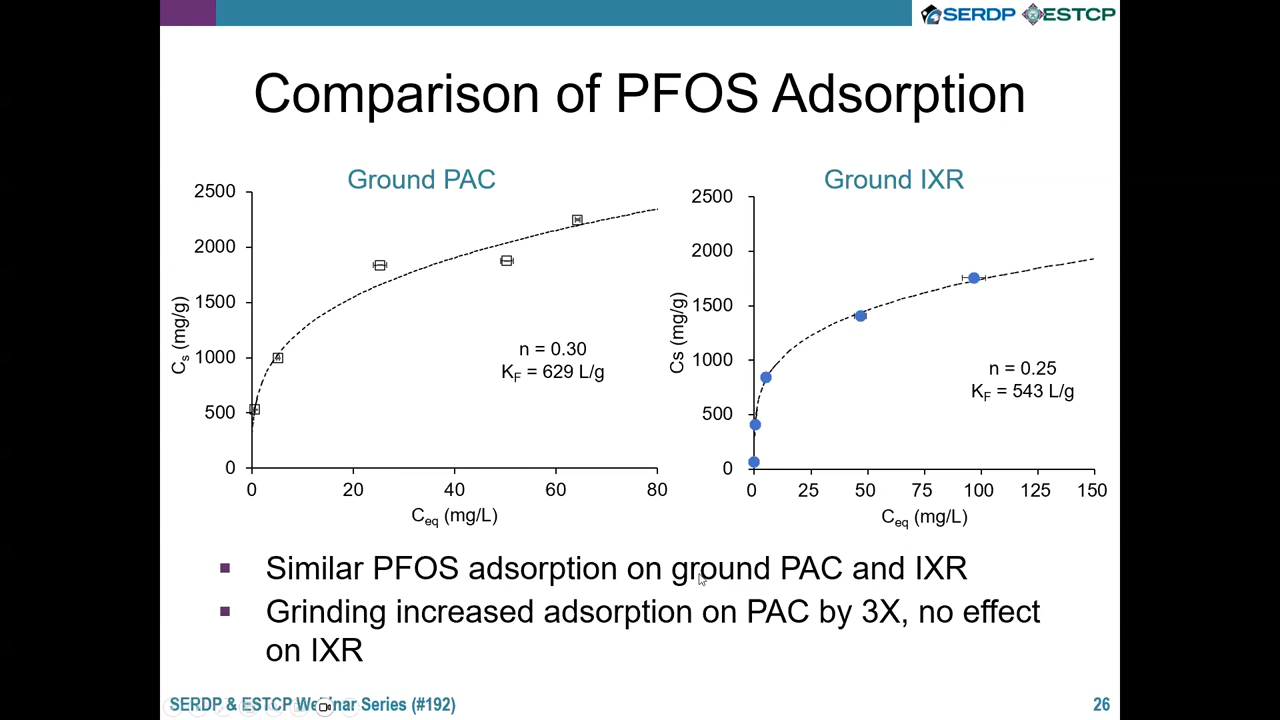 SERDP ESTCP
Comparison of PFOS Adsorption
Ground PAC
2500
2000
1500
1000
500
0
Cs (mg/g)
0 20 40 60 80
Ceq (mg/L)
n = 0.30
KF = 629 L/g
Ground IXR
2500
2000
1500
1000
500
0
Cs (mg/g)
0 25 50 75 100 125 150
Ceq (mg/L)
n = 0.25
KF = 543 L/g
Similar PFOS adsorption on ground PAC and IXR
Grinding increased adsorption on PAC by 3X, no effect
on IXR
SERDP & ESTCP Webinar Series (#192)
26